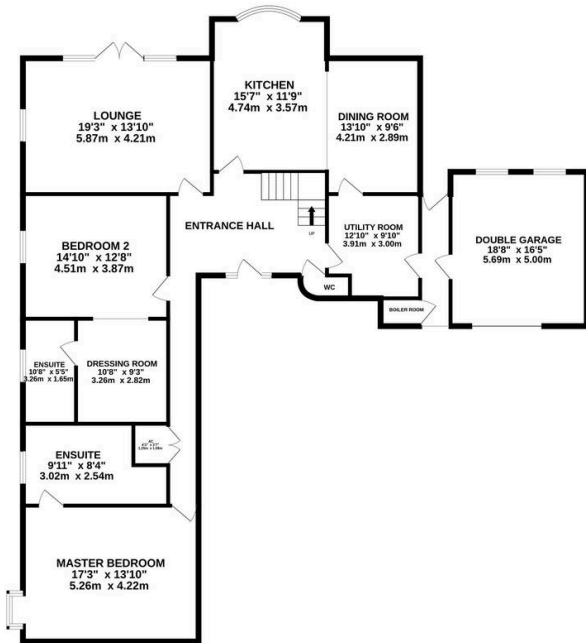 KITCHEN
15'7" x 11'9"
4.74m x 3.57m
LOUNGE
19'3" x 13'10"
5.87m x 4.21m
DINING ROOM
13'10" x 9'6"
4.21m x 2.89m
ENTRANCE HALL
UP
UTILITY ROOM
12'10" x 9'10"
3.91m x 3.00m
DOUBLE GARAGE
18'8" x 16'5"
5.69m x 5.00m
BEDROOM 2
14'10" x 12'8"
4.51m x 3.87m
WC
BOILER ROOM
ENSUITE
10'8" x 5'5"
3.26m x 1.65m
DRESSING ROOM
10'8" x 9'3"
3.26m x 2.82m
ENSUITE
9'11" x 8'4"
3.02m x 2.54m
MASTER BEDROOM
17'3" x 13'10"
5.26m x 4.22m